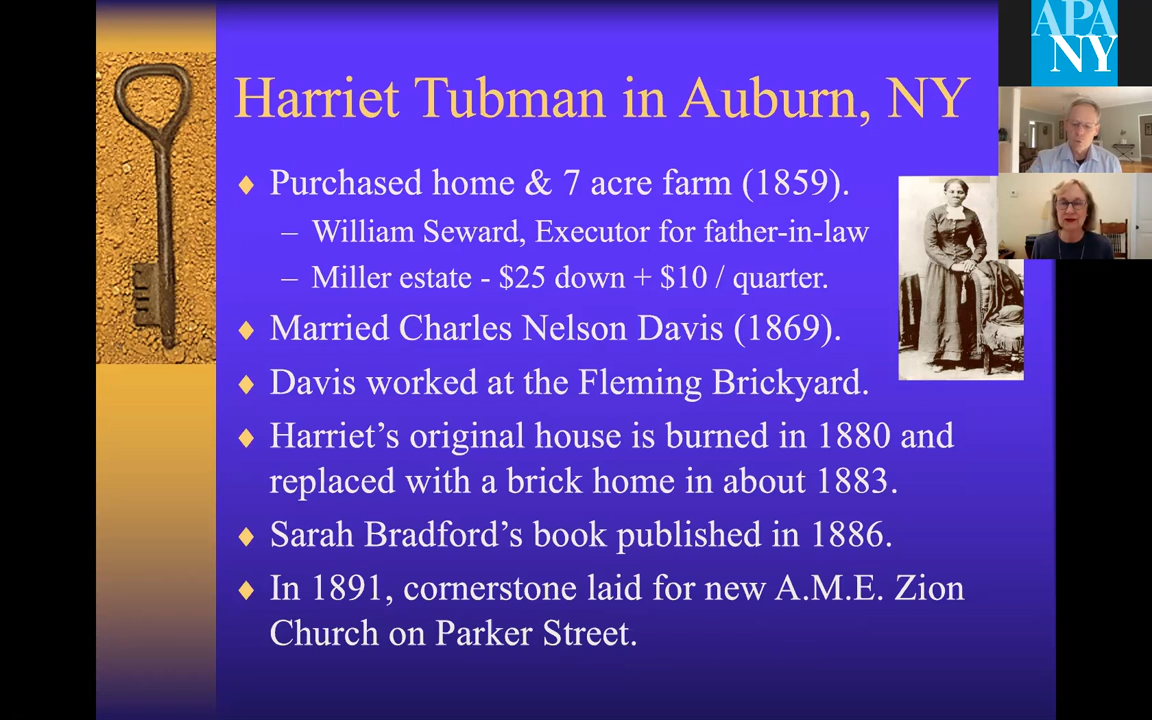 Harriet Tubman in Auburn, NY
Purchased home & 7 acre farm (1859).
– William Seward, Executor for father-in-law
– Miller estate - $25 down + $10 / quarter.
Married Charles Nelson Davis (1869).
Davis worked at the Fleming Brickyard.
Harriet’s original house is burned in 1880 and
replaced with a brick home in about 1883.
Sarah Bradford’s book published in 1886.
In 1891, cornerstone laid for new A.M.E. Zion
Church on Parker Street.
APA
NY